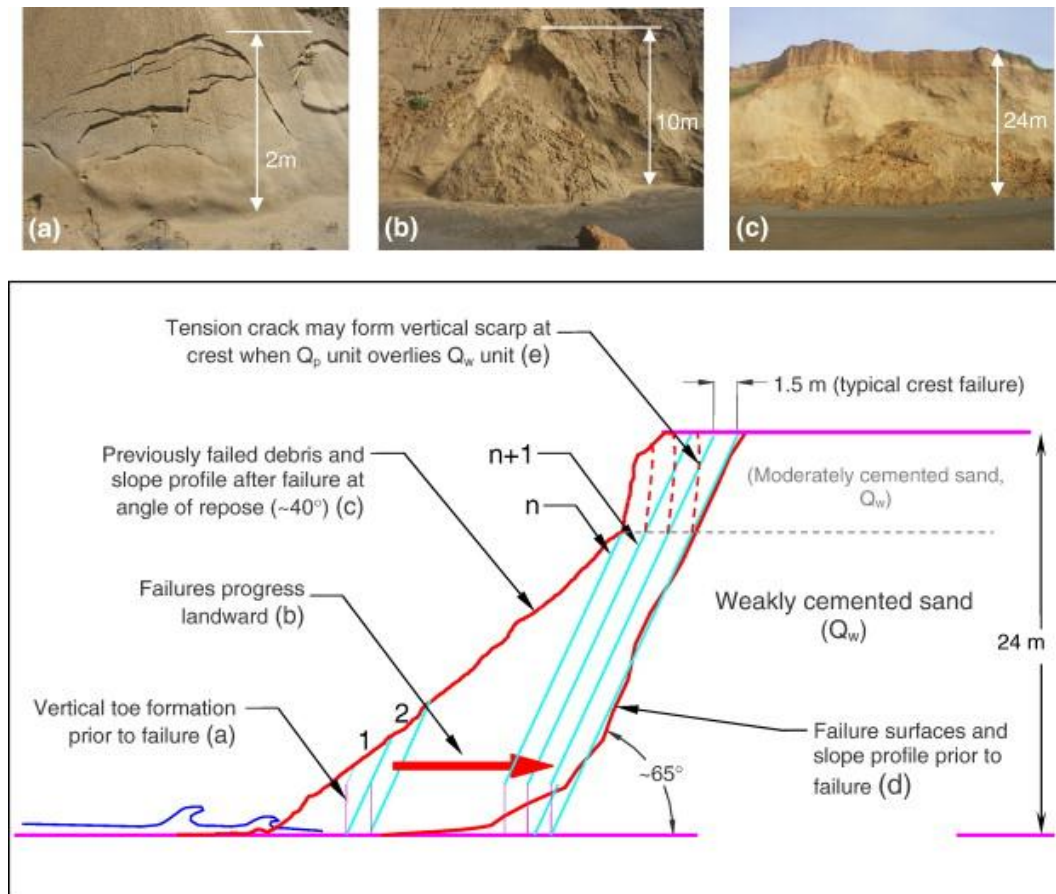 2m
(a)
10m
(b)
24m
(c)
Tension crack may form vertical scarp at
crest when Qp unit overlies Qw unit (e)
1.5 m (typical crest failure)
Previously failed debris and
slope profile after failure at
angle of repose (~40°) (c)
n+1
n
(Moderately cemented sand,
Qw)
Failures progress
landward (b)
Weakly cemented sand
(Qw)
24 m
Vertical toe formation
prior to failure (a)
1
2
~65°
Failure surfaces and
slope profile prior to
failure (d)